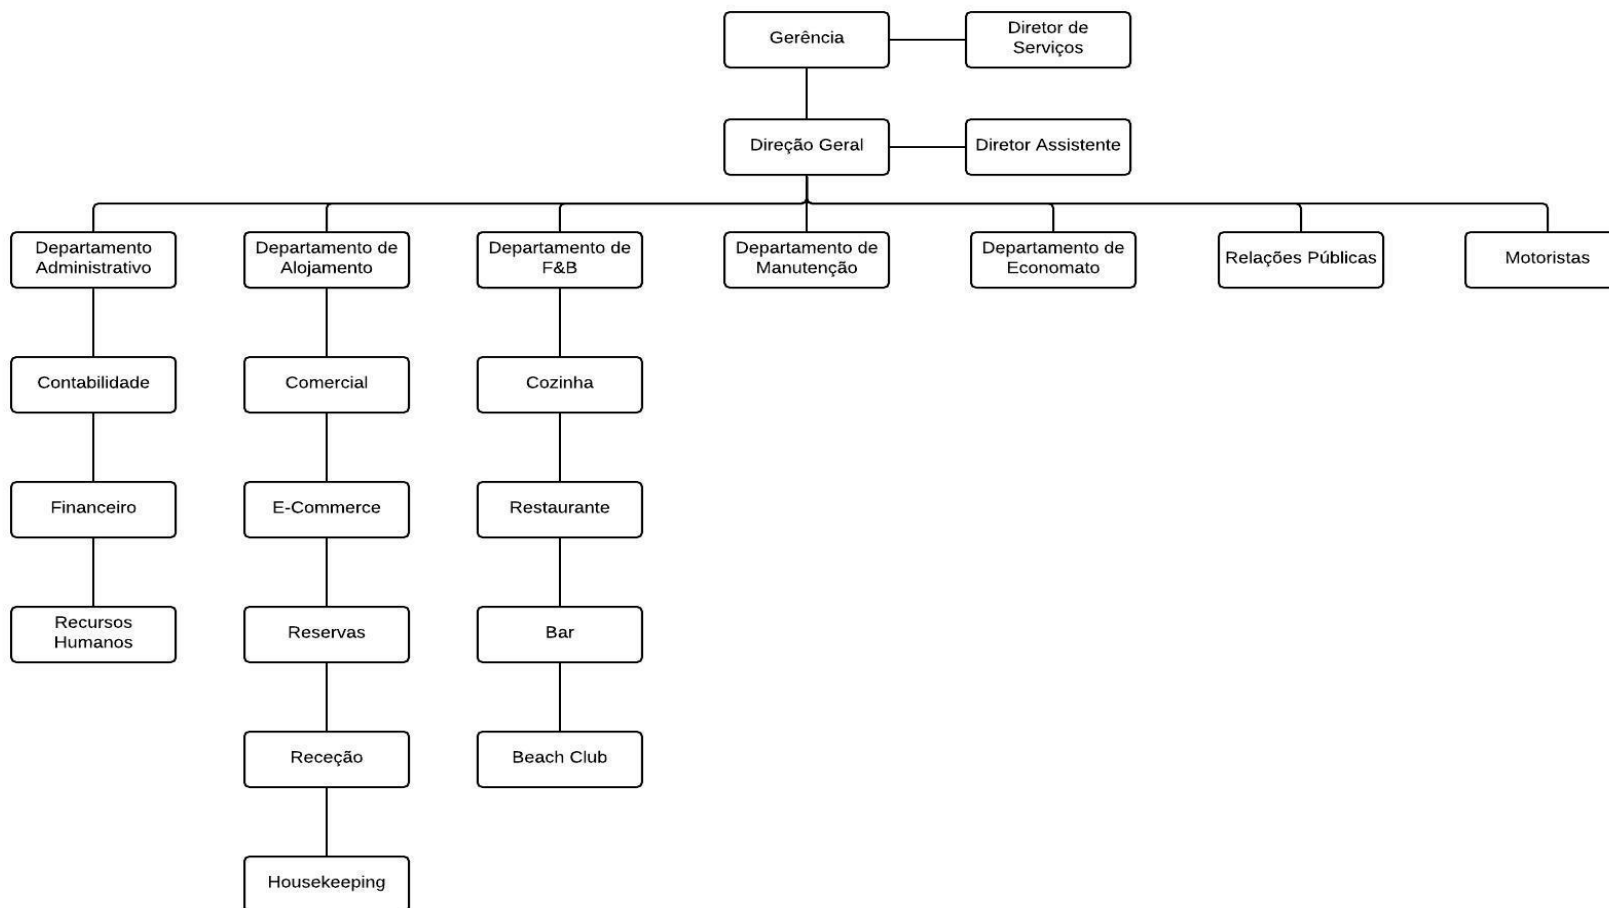 Gerência
Diretor de
Serviços
Direção Geral
Diretor Assistente
Departamento
Administrativo
Departamento de
Alojamento
Departamento de
F&B
Departamento de
Manutenção
Departamento de
Economato
Relações Públicas
Motoristas
Contabilidade
Comercial
Cozinha
Financeiro
E-Commerce
Restaurante
Recursos
Humanos
Reservas
Bar
Receção
Beach Club
Housekeeping